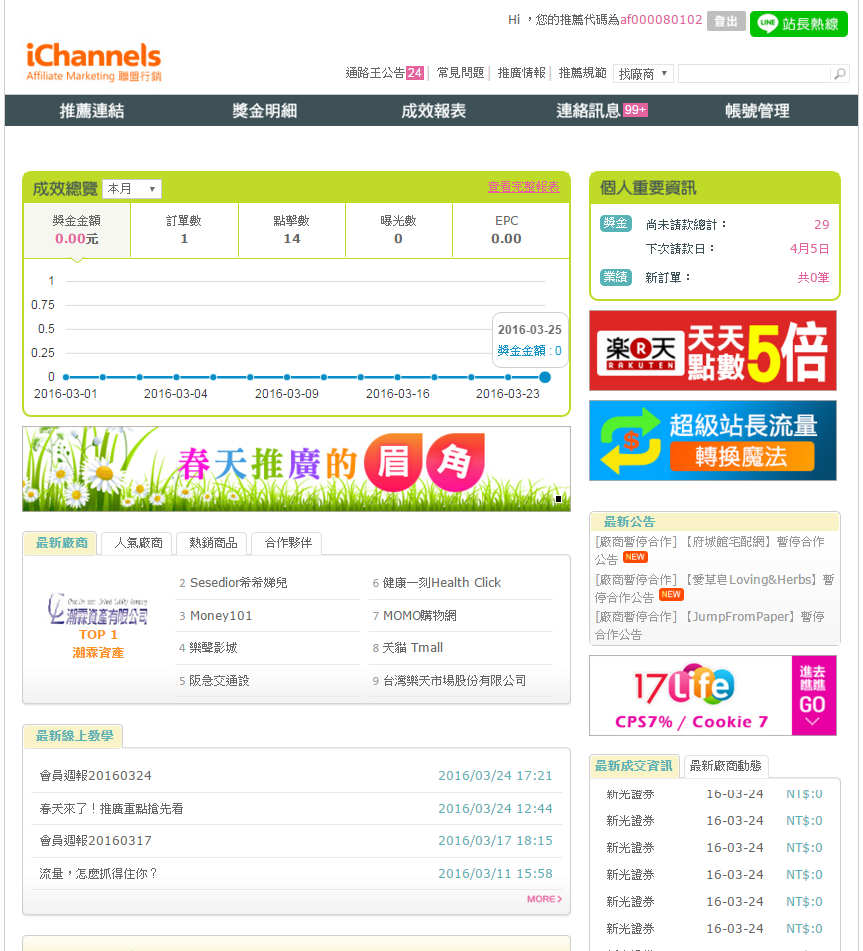 Hi ，您的推薦代碼為af000080102 登出 LINE 站長熱線
iChannels
Affiliate Marketing 聯盟行銷
通路王公告24 | 常見問題 | 推廣情報 | 推薦規範 找廠商
推薦連結 獎金明細 成效報表 連絡訊息 99+ 帳號管理
成效總覽 本月 查看完整報表
獎金金額 訂單數 點擊數 曝光數 EPC
0.00元 1 14 0 0.00
1
0.75
0.5
0.25
0
2016-03-25
獎金金額 : 0
2016-03-01 2016-03-04 2016-03-09 2016-03-16 2016-03-23
春天推廣的眉角
最新廠商 人氣廠商 熱銷商品 合作夥伴
潮霖資產有限公司
TOP 1
潮霖資產
2 Sesedior希希娣兒
3 Money101
4 樂聲影城
5 阪急交通設
6 健康一刻Health Click
7 MOMO購物網
8 天貓 Tmall
9 台灣樂天市場股份有限公司
最新線上教學
會員週報20160324 2016/03/24 17:21
春天來了！推廣重點搶先看 2016/03/24 12:44
會員週報20160317 2016/03/17 18:15
流量，怎麼抓得住你？ 2016/03/11 15:58
MORE
個人重要資訊
獎金 尚未請款總計： 29
下次請款日： 4月5日
業績 新訂單： 共0筆
楽R天
RAKUTEN
天天
點數
5倍
超級站長流量
轉換魔法
最新公告
[廠商暫停合作] 【府城館宅配網】暫停合作
公告 NEW
[廠商暫停合作] 【愛草皂Loving&Herbs】暫
停合作公告 NEW
[廠商暫停合作] 【JumpFromPaper】暫停
合作公告
17Life
CPS7% / Cookie 7
進去
瞧瞧
GO
最新成交資訊 最新廠商動態
新光證券 16-03-24 NT$:0
新光證券 16-03-24 NT$:0
新光證券 16-03-24 NT$:0
新光證券 16-03-24 NT$:0
新光證券 16-03-24 NT$:0
新光證券 16-03-24 NT$:0